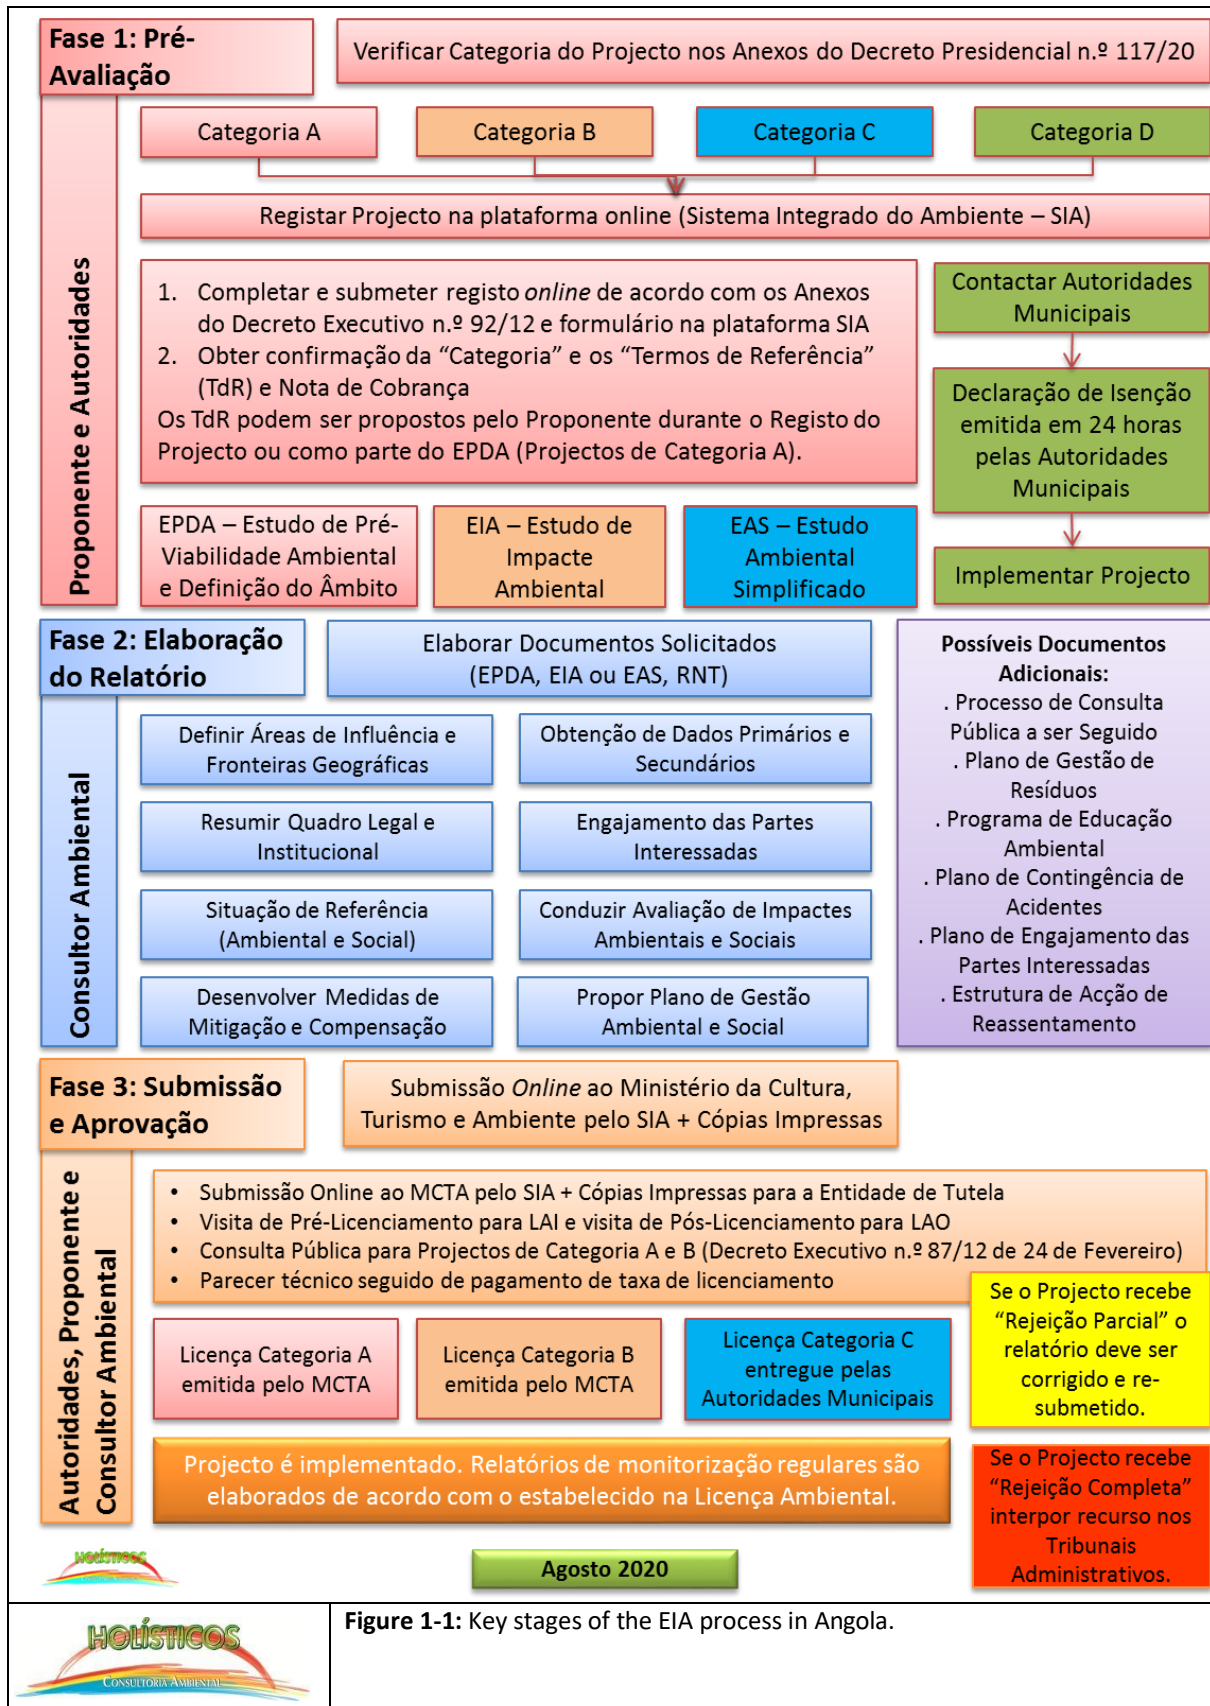 Fase 1: Pré-
Avaliação
Verificar Categoria do Projecto nos Anexos do Decreto Presidencial n.º 117/20
Proponente e Autoridades
Categoria A
Categoria B
Categoria C
Categoria D
Registar Projecto na plataforma online (Sistema Integrado do Ambiente – SIA)
1. Completar e submeter registo online de acordo com os Anexos
do Decreto Executivo n.º 92/12 e formulário na plataforma SIA
2. Obter confirmação da “Categoria” e os “Termos de Referência”
(TdR) e Nota de Cobrança
Os TdR podem ser propostos pelo Proponente durante o Registo do
Projecto ou como parte do EPDA (Projectos de Categoria A).
Contactar Autoridades
Municipais
Declaração de Isenção
emitida em 24 horas
pelas Autoridades
Municipais
Implementar Projecto
EPDA – Estudo de Pré-
Viabilidade Ambiental
e Definição do Âmbito
EIA – Estudo de
Impacte
Ambiental
EAS – Estudo
Ambiental
Simplificado
Fase 2: Elaboração
do Relatório
Elaborar Documentos Solicitados
(EPDA, EIA ou EAS, RNT)
Consultor Ambiental
Definir Áreas de Influência e
Fronteiras Geográficas
Obtenção de Dados Primários e
Secundários
Resumir Quadro Legal e
Institucional
Engajamento das Partes
Interessadas
Situação de Referência
(Ambiental e Social)
Conduzir Avaliação de Impactes
Ambientais e Sociais
Desenvolver Medidas de
Mitigação e Compensação
Propor Plano de Gestão
Ambiental e Social
Possíveis Documentos
Adicionais:
. Processo de Consulta
Pública a ser Seguido
. Plano de Gestão de
Resíduos
. Programa de Educação
Ambiental
. Plano de Contingência de
Acidentes
. Plano de Engajamento das
Partes Interessadas
. Estrutura de Acção de
Reassentamento
Fase 3: Submissão
e Aprovação
Submissão Online ao Ministério da Cultura,
Turismo e Ambiente pelo SIA + Cópias Impressas
Autoridades, Proponente e
Consultor Ambiental
• Submissão Online ao MCTA pelo SIA + Cópias Impressas para a Entidade de Tutela
• Visita de Pré-Licenciamento para LAI e visita de Pós-Licenciamento para LAO
• Consulta Pública para Projectos de Categoria A e B (Decreto Executivo n.º 87/12 de 24 de Fevereiro)
• Parecer técnico seguido de pagamento de taxa de licenciamento
Se o Projecto recebe
“Rejeição Parcial” o
relatório deve ser
corrigido e re-
submetido.
Licença Categoria A
emitida pelo MCTA
Licença Categoria B
emitida pelo MCTA
Licença Categoria C
entregue pelas
Autoridades Municipais
Projecto é implementado. Relatórios de monitorização regulares são
elaborados de acordo com o estabelecido na Licença Ambiental.
Se o Projecto recebe
“Rejeição Completa”
interpor recurso nos
Tribunais
Administrativos.
HOLÍSTICOS
Agosto 2020
HOLÍSTICOS
CONSULTORIA AMBIENTAL
Figure 1-1: Key stages of the EIA process in Angola.